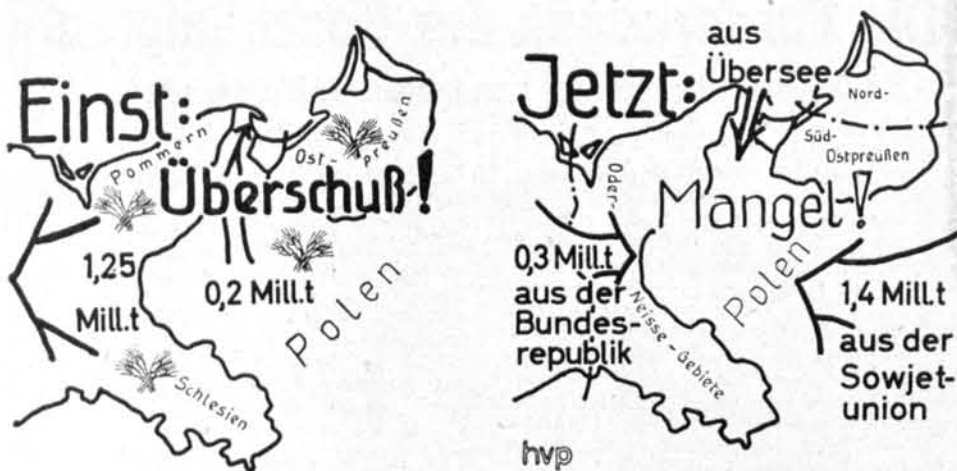 Einst:
Pommern
Ost-
preußen
Überschuß-!
1,25
Mill.t
0,2 Mill.t
Polen
Schlesien
Jetzt:
aus
Übersee
Nord-
Süd-
Ostpreußen
Oder-
Mangel-!
0,3 Mill.t
aus der
Bundes-
republik
Neisse-Gebiete
Polen
1,4 Mill.t
aus der
Sowjet-
union
hvp